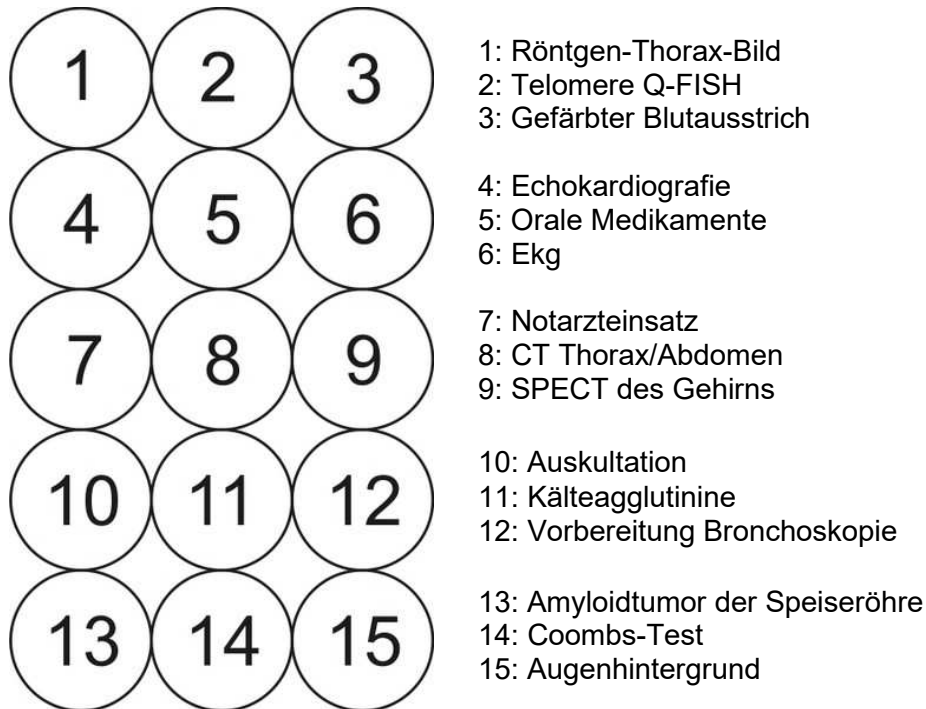 1 2 3
1: Röntgen-Thorax-Bild
2: Telomere Q-FISH
3: Gefärbter Blutausstrich
4 5 6
4: Echokardiografie
5: Orale Medikamente
6: Ekg
7 8 9
7: Notarzteinsatz
8: CT Thorax/Abdomen
9: SPECT des Gehirns
10 11 12
10: Auskultation
11: Kälteagglutinine
12: Vorbereitung Bronchoskopie
13 14 15
13: Amyloidtumor der Speiseröhre
14: Coombs-Test
15: Augenhintergrund